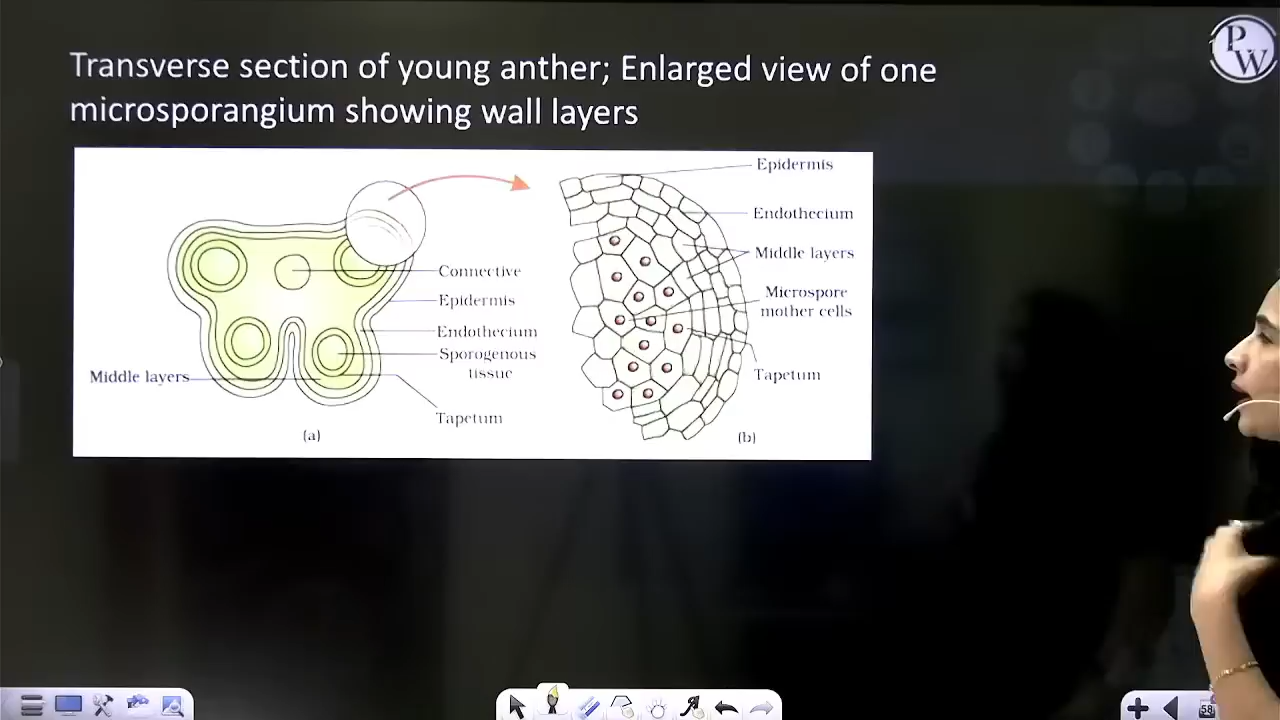 Transverse section of young anther; Enlarged view of one
microsporangium showing wall layers
PW
Epidermis
Endothecium
Middle layers
Microspore
mother cells
Tapetum
(b)
Connective
Epidermis
Endothecium
Sporogenous
tissue
Tapetum
Middle layers
(a)
58